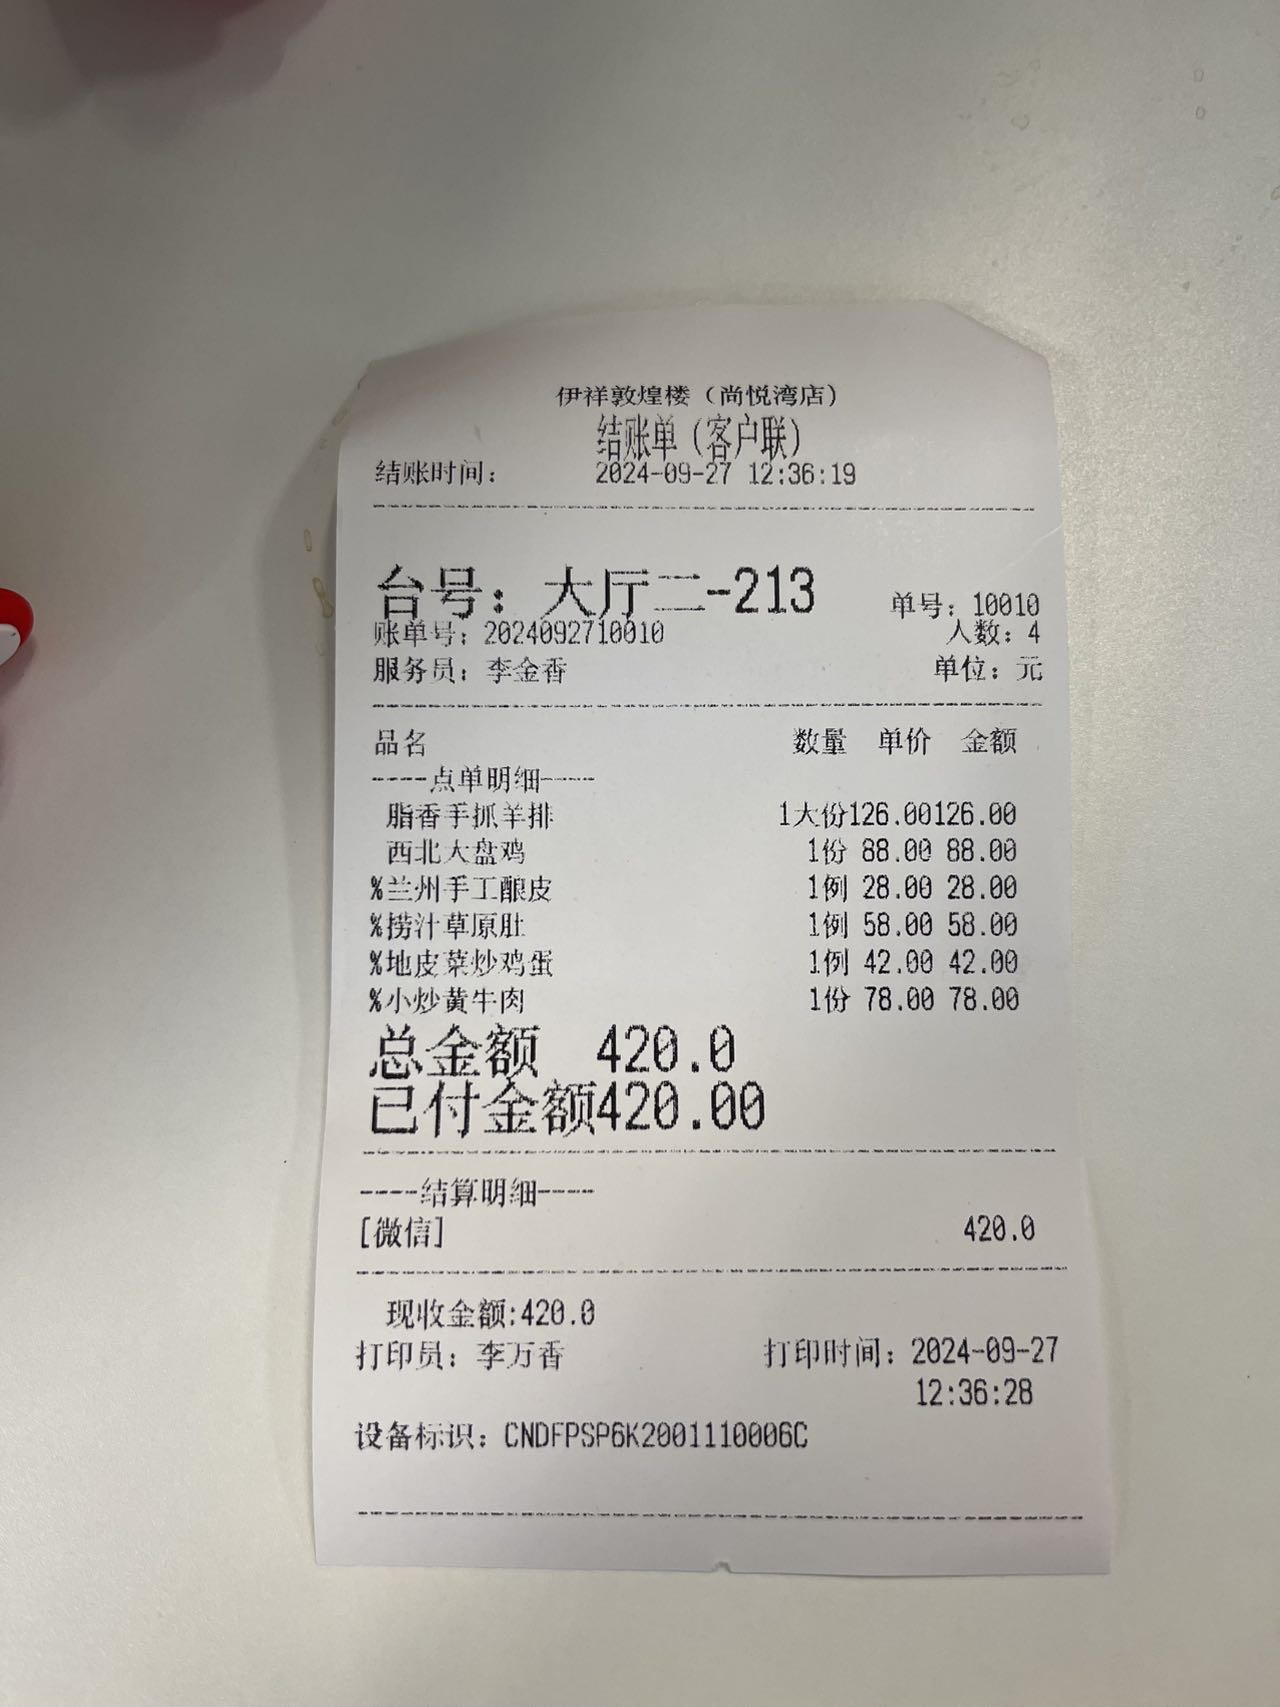 伊祥敦煌楼（尚悦湾店）
结账单（客户联）
结账时间： 2024-09-27 12:36:19
台号：大厅二-213 单号：10010
账单号：2024092710010 人数：4
服务员：李金香 单位：元
品名 数量 单价 金额
----点单明细----
脂香手抓羊排 1大份126.00126.00
西北大盘鸡 1份 88.00 88.00
%兰州手工酿皮 1例 28.00 28.00
%捞汁草原肚 1例 58.00 58.00
%地皮菜炒鸡蛋 1例 42.00 42.00
%小炒黄牛肉 1份 78.00 78.00
总金额 420.0
已付金额420.00
----结算明细----
[微信] 420.0
现收金额:420.0
打印员：李万香 打印时间：2024-09-27
12:36:28
设备标识：CNDFPSP6K2001110006C